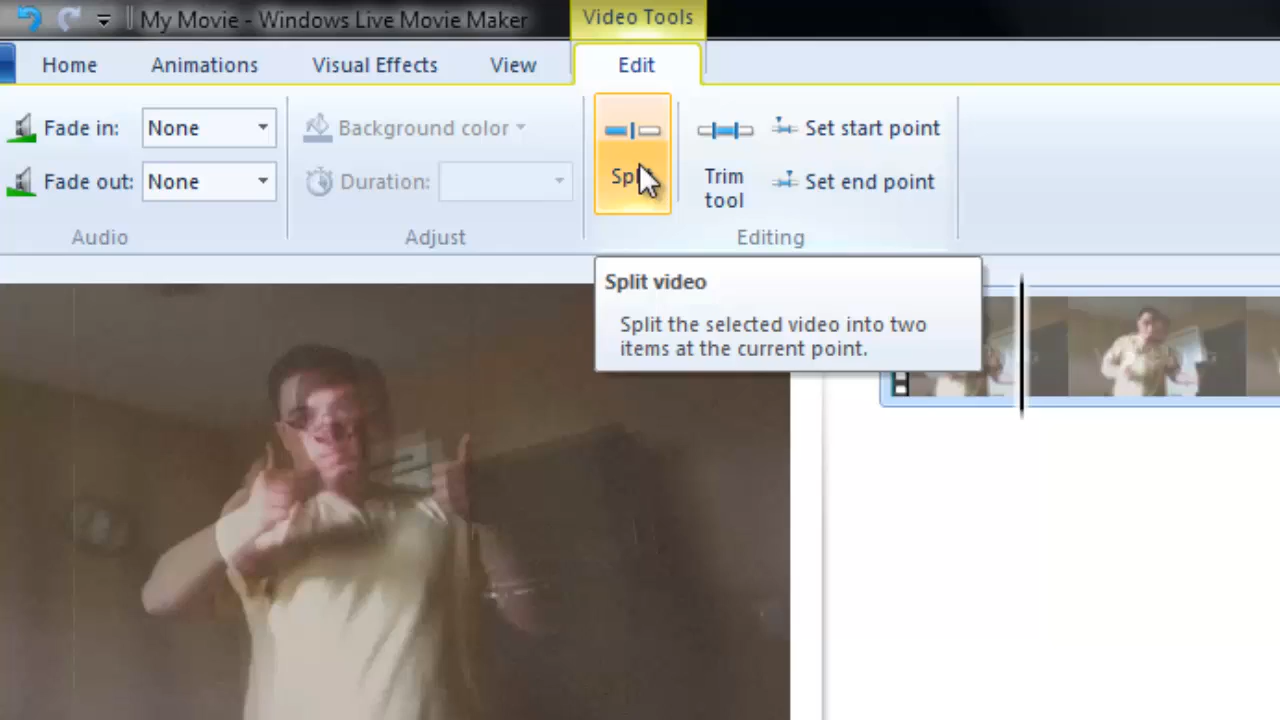 My Movie - Windows Live Movie Maker
Video Tools
Home Animations Visual Effects View Edit
Fade in: None
Fade out: None
Audio
Background color
Duration:
Adjust
Split
Trim
tool
Set start point
Set end point
Editing
Split video
Split the selected video into two
items at the current point.